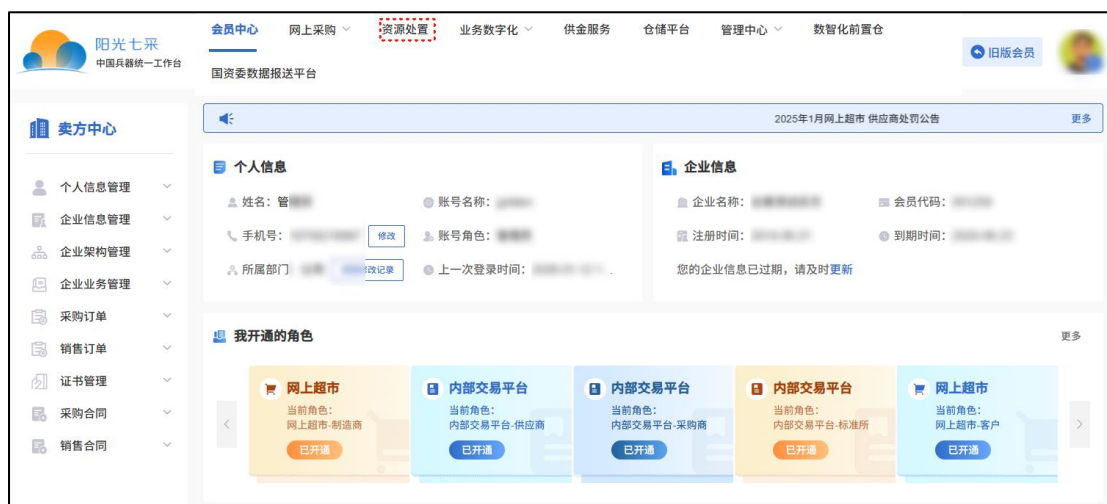 阳光七采
中国兵器统一工作台
会员中心 网上采购 资源处置 业务数字化 供金服务 仓储平台 管理中心 数智化前置仓
国资委数据报送平台
旧版会员
卖方中心
个人信息管理
企业信息管理
企业架构管理
企业业务管理
采购订单
销售订单
证书管理
采购合同
销售合同
2025年1月网上超市 供应商处罚公告 更多
个人信息
姓名：管
账号名称：
手机号：
修改
账号角色：
所属部门
改记录
上一次登录时间：
企业信息
企业名称：
会员代码：
注册时间：
到期时间：
您的企业信息已过期，请及时更新
我开通的角色
更多
网上超市
当前角色：
网上超市-制造商
已开通
内部交易平台
当前角色：
内部交易平台-供应商
已开通
内部交易平台
当前角色：
内部交易平台-采购商
已开通
内部交易平台
当前角色：
内部交易平台-标准所
已开通
网上超市
当前角色：
网上超市-客户
已开通